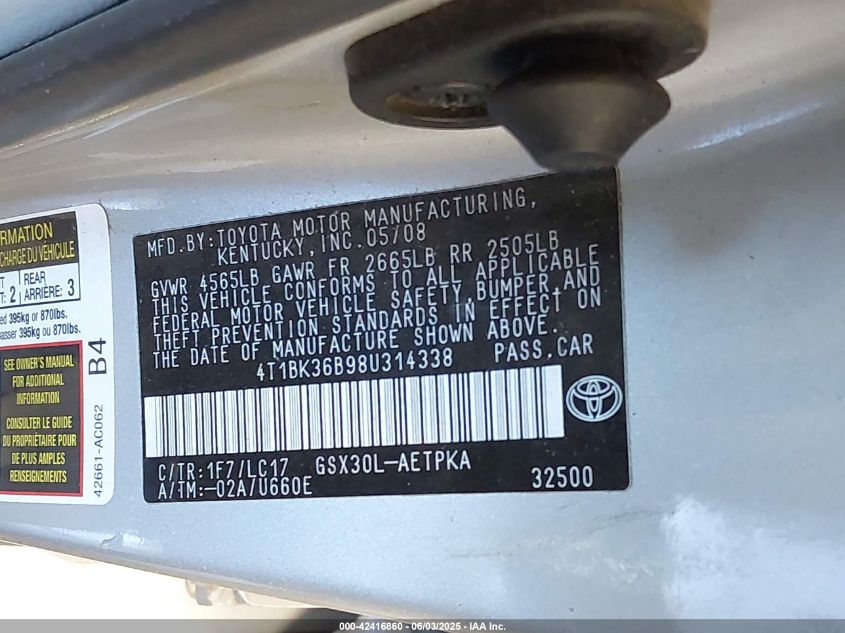 RMATION
CHARGE DU VÉHICULE
REAR
: 2 ARRIÈRE: 3
ed 395kg or 870lbs.
asser 395kg ou 870lbs.
SEE OWNER'S MANUAL
FOR ADDITIONAL
INFORMATION
CONSULTER LE GUIDE
DU PROPRIÉTAIRE POUR
DE PLUS AMPLES
RENSEIGNEMENTS
B4
42661-AC062
MFD.BY:TOYOTA MOTOR MANUFACTURING,
KENTUCKY, INC.05/08
GVWR 4565LB GAWR FR 2665LB RR 2505LB
THIS VEHICLE CONFORMS TO ALL APPLICABLE
FEDERAL MOTOR VEHICLE SAFETY,BUMPER,AND
THEFT PREVENTION STANDARDS IN EFFECT ON
THE DATE OF MANUFACTURE SHOWN ABOVE.
4T1BK36B98U314338 PASS.CAR
C/TR:1F7/LC17 GSX30L-AETPKA
A/TM:-02A/U660E 32500
000-42416860 - 06/03/2025 - IAA Inc.